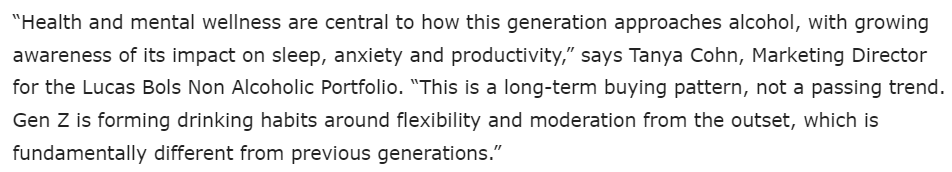 “Health and mental wellness are central to how this generation approaches alcohol, with growing
awareness of its impact on sleep, anxiety and productivity,” says Tanya Cohn, Marketing Director
for the Lucas Bols Non Alcoholic Portfolio. “This is a long-term buying pattern, not a passing trend.
Gen Z is forming drinking habits around flexibility and moderation from the outset, which is
fundamentally different from previous generations.”